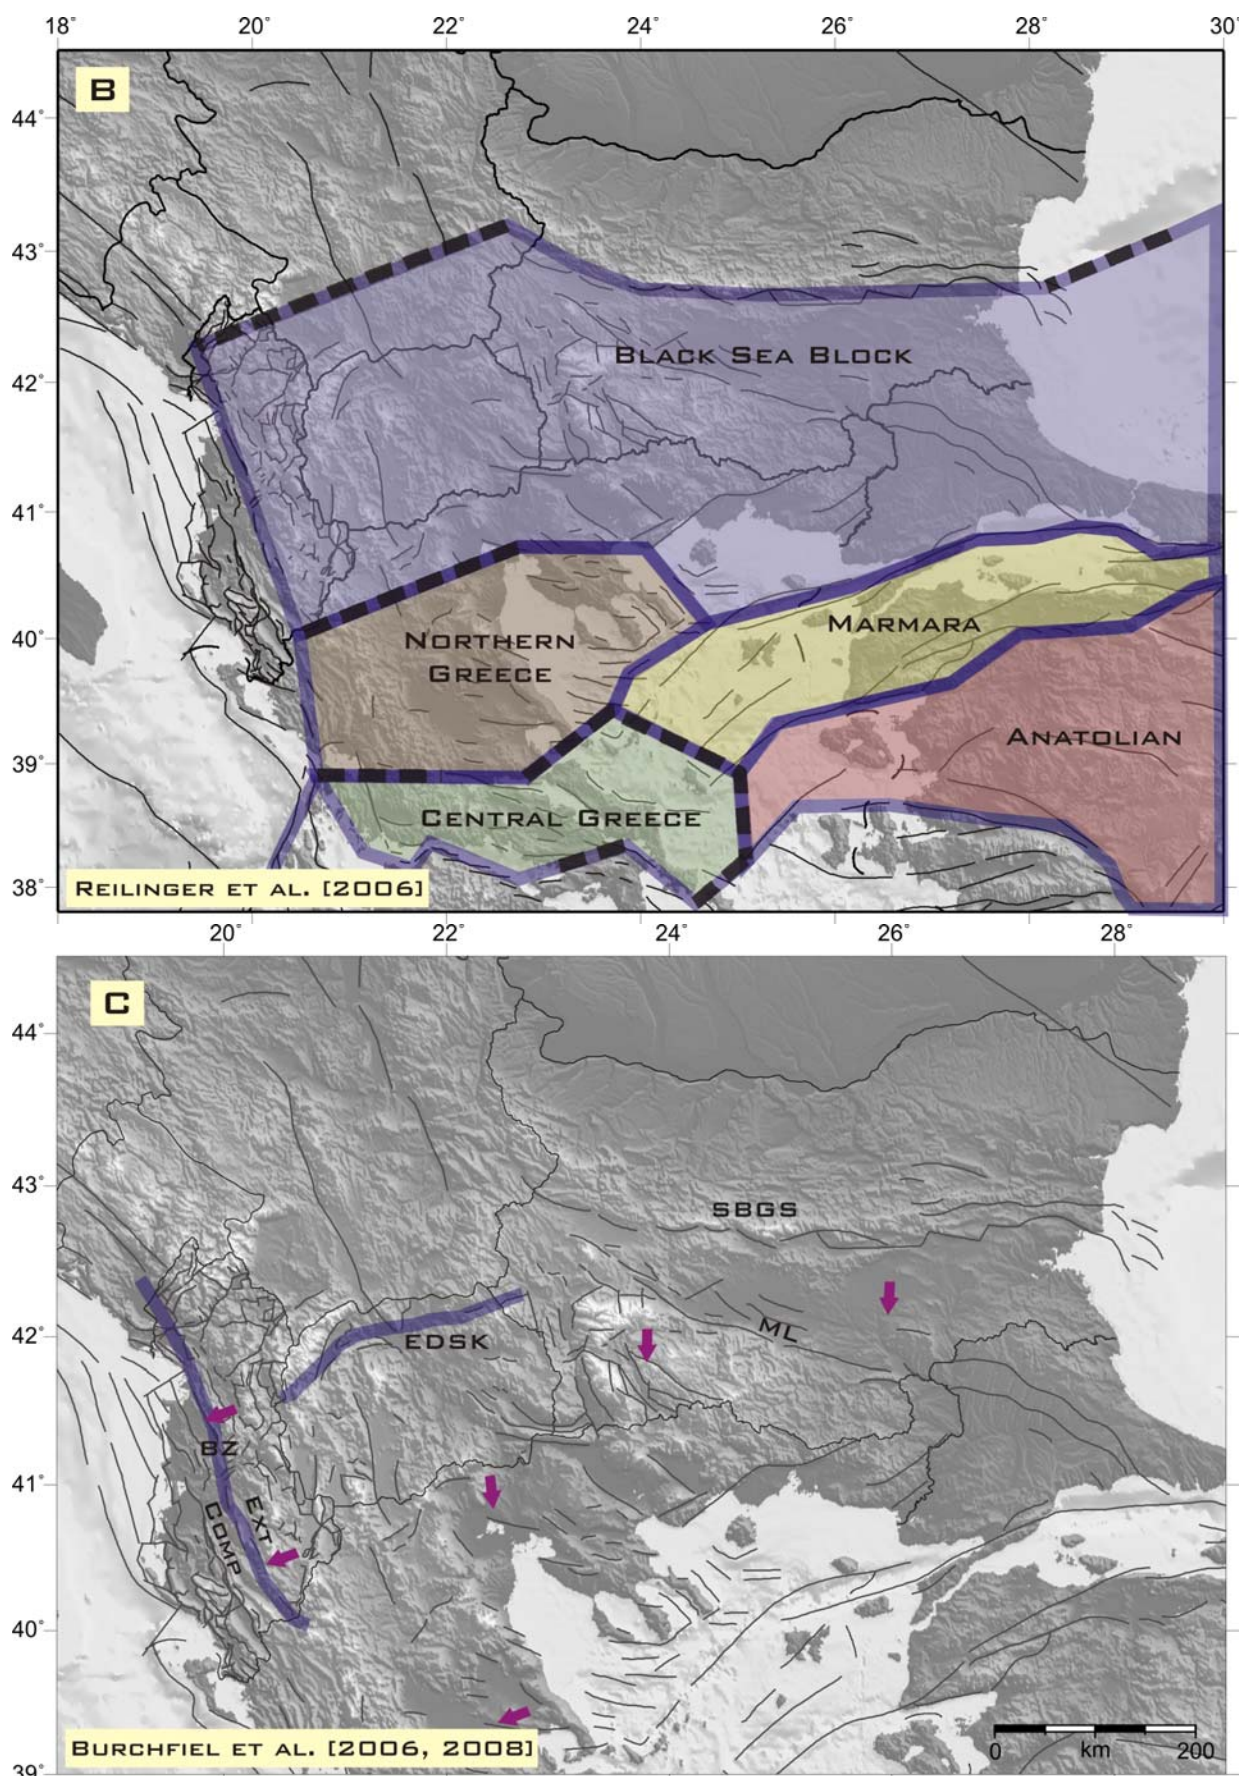 18° 20° 22° 24° 26° 28° 30°
B
44°
43°
BLACK SEA BLOCK
42°
41°
40°
MARMARA
NORTHERN
GREECE
ANATOLIAN
39°
CENTRAL GREECE
38°
REILINGER ET AL. [2006]
20° 22° 24° 26° 28°
C
44°
43°
SBGS
42°
ML
EDSK
BZ
41°
EXT
COMP
40°
BURCHFIEL ET AL. [2006, 2008]
0 km 200
39°